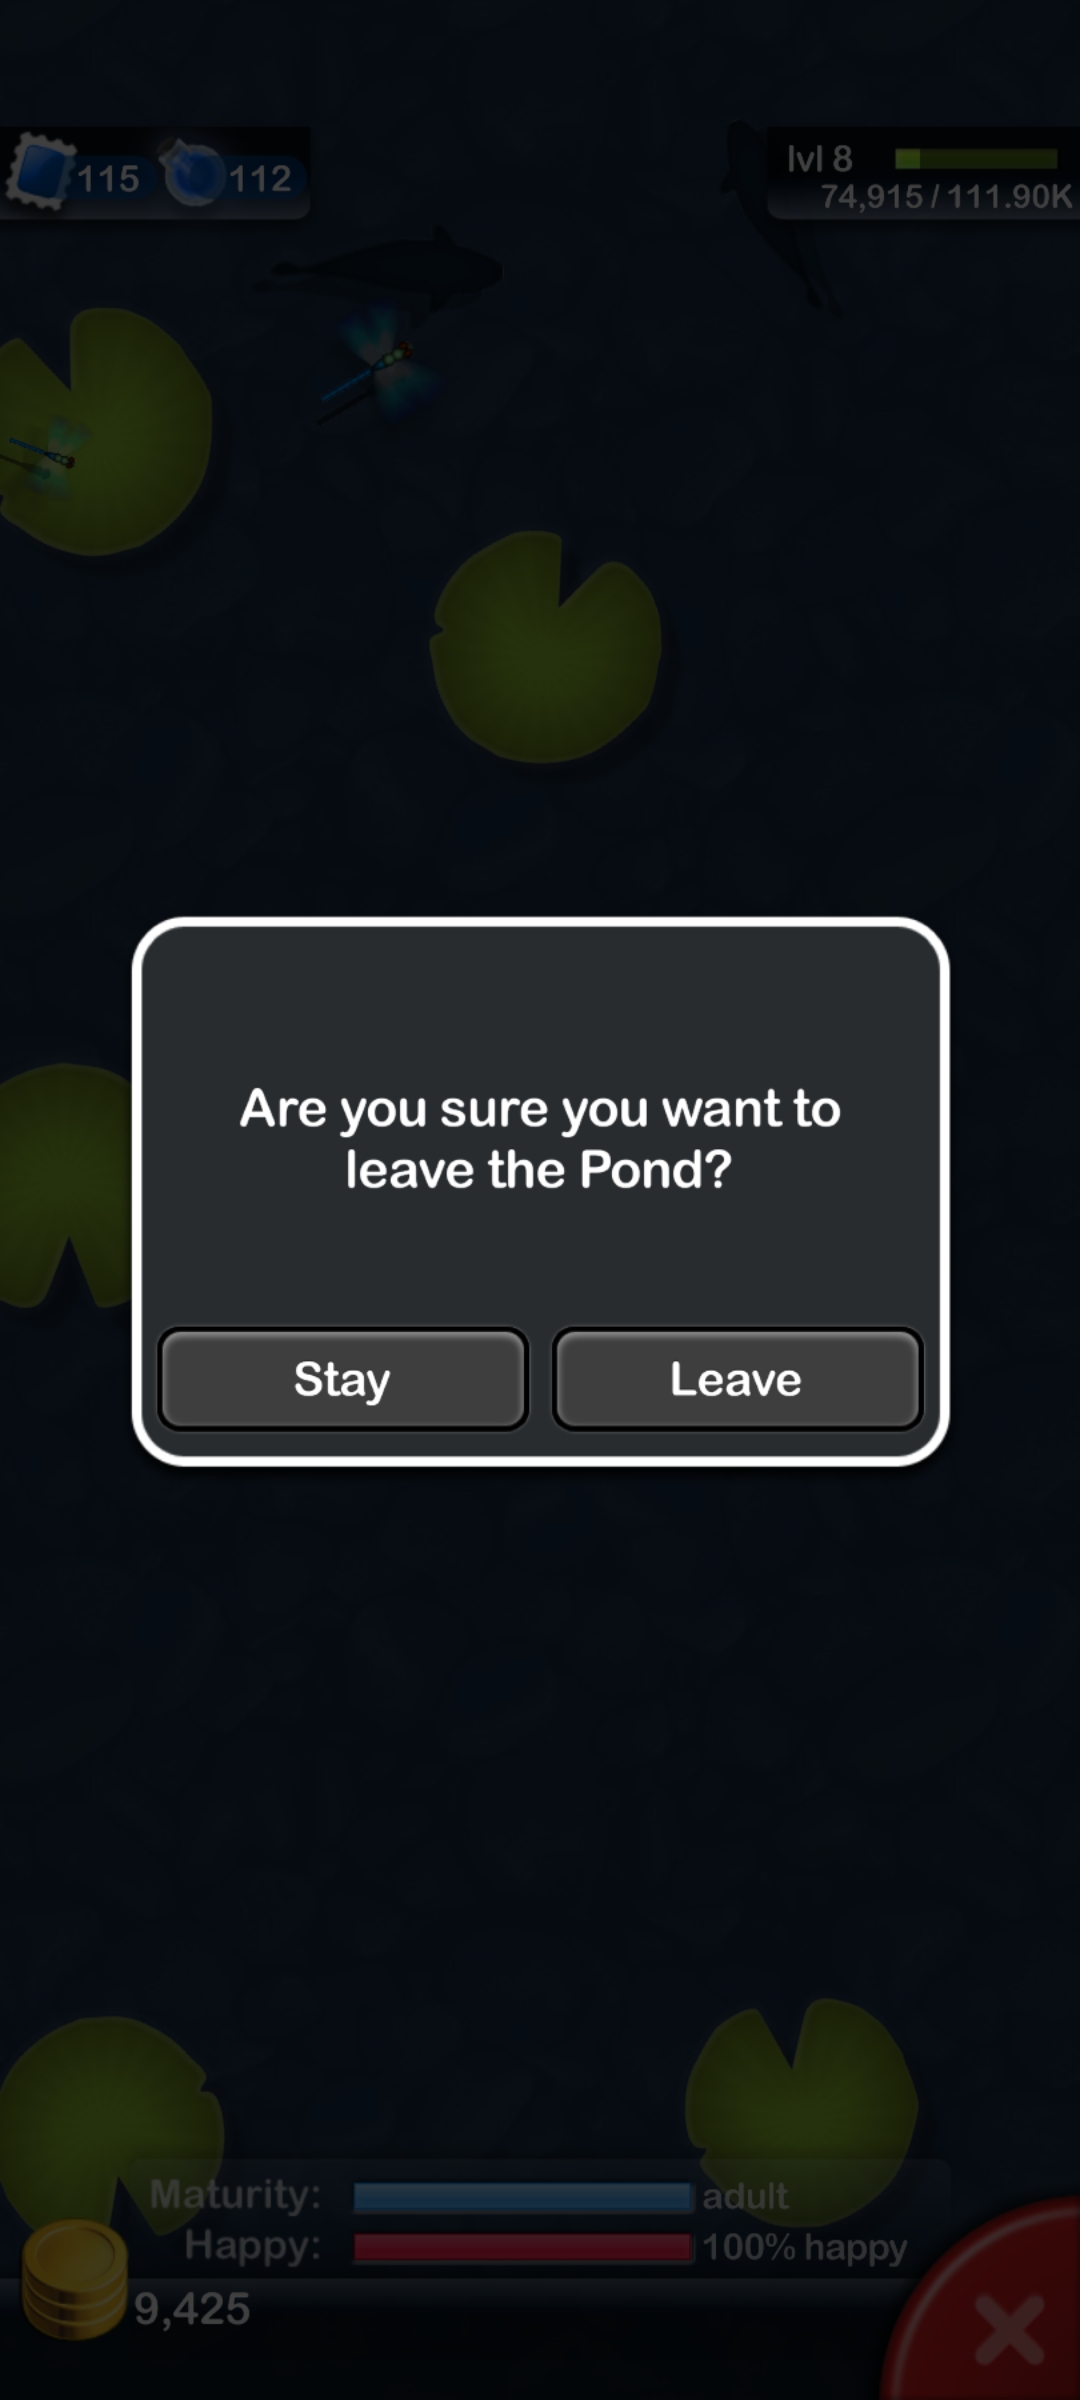 115
112
lvl 8
74,915 / 111.90K
Are you sure you want to
leave the Pond?
Stay
Leave
Maturity:
adult
Happy:
100% happy
9,425